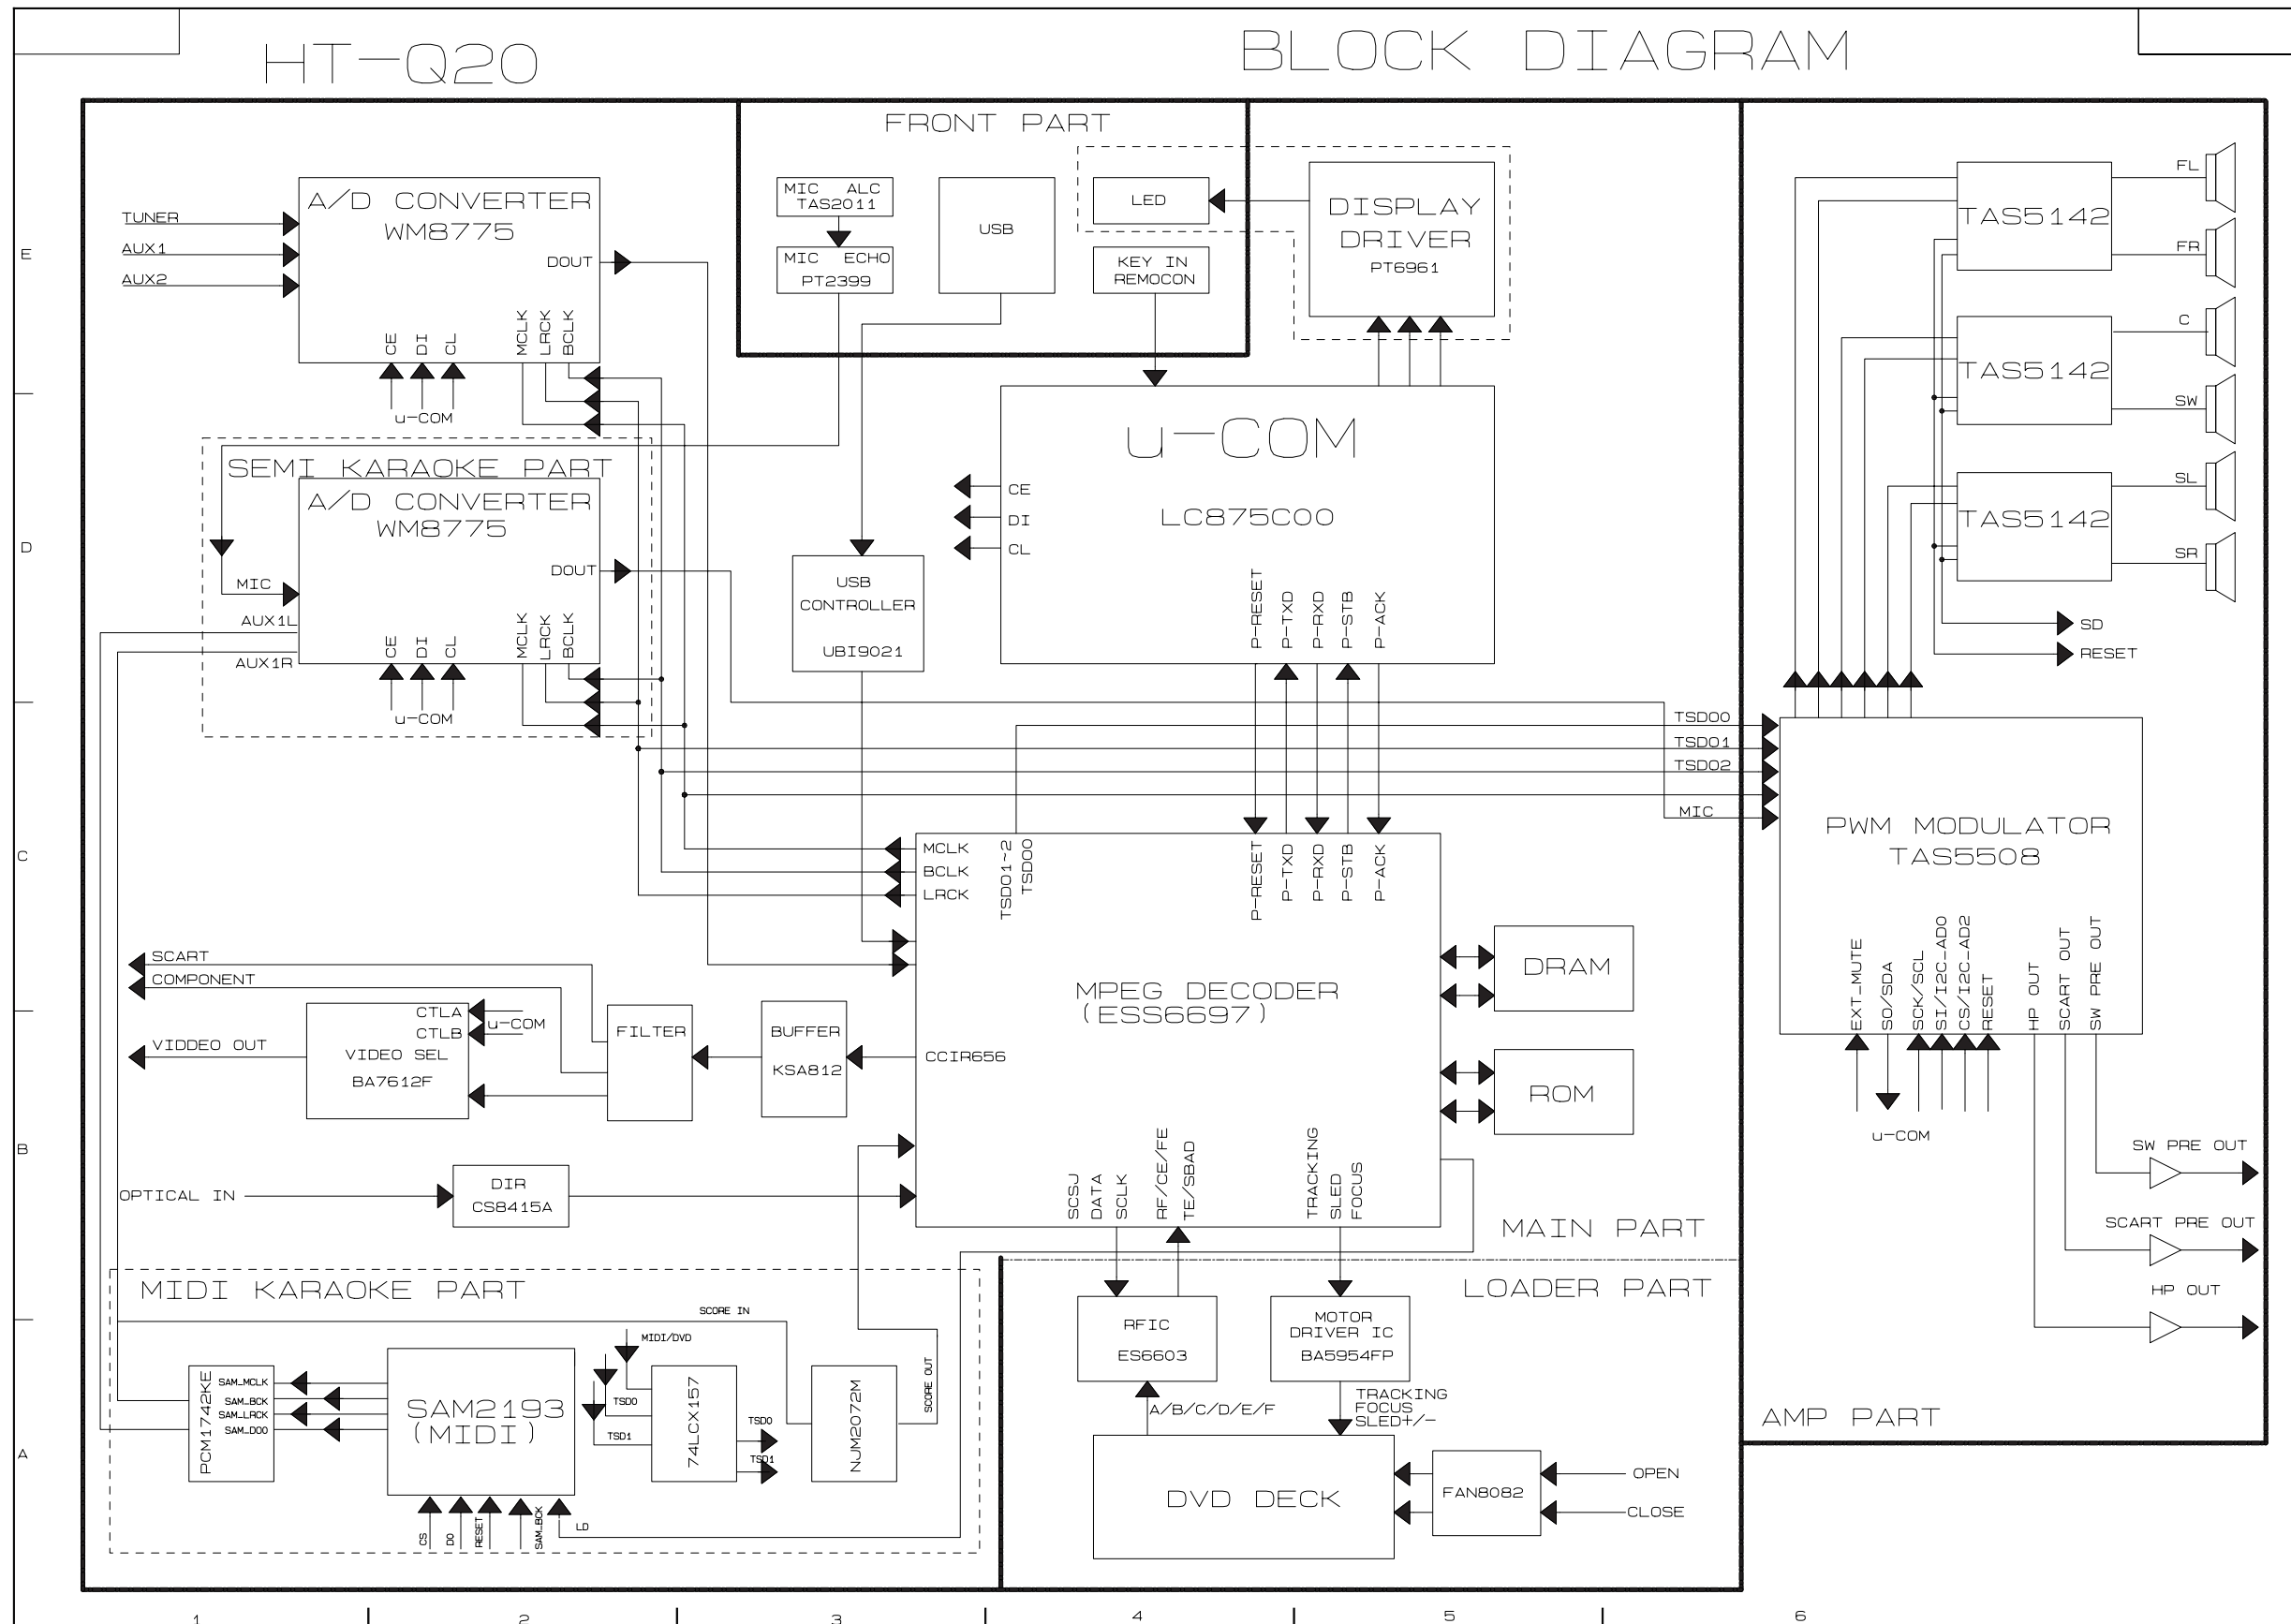 HT-Q20
BLOCK DIAGRAM
FRONT PART
A/D CONVERTER
WM8775
TUNER
AUX1
AUX2
DOUT
CE
DI
CL
MCLK
LRCK
BCLK
u-COM
MIC ALC
TAS2011
MIC ECHO
PT2399
USB
LED
KEY IN
REMOCON
DISPLAY
DRIVER
PT6961
TAS5142
FL
FR
TAS5142
C
SW
TAS5142
SL
SR
SD
RESET
E
D
C
B
A
SEMI KARAOKE PART
A/D CONVERTER
WM8775
MIC
AUX1L
AUX1R
DOUT
CE
DI
CL
MCLK
LRCK
BCLK
u-COM
USB
CONTROLLER
UBI9021
u-COM
LC875C00
CE
DI
CL
P-RESET
P-TXD
P-RXD
P-STB
P-ACK
TSD00
TSD01
TSD02
MIC
PWM MODULATOR
TAS5508
EXT_MUTE
SO/SDA
SCK/SCL
SI/I2C_AD0
CS/I2C_AD2
RESET
HP OUT
SCART OUT
SW PRE OUT
u-COM
SW PRE OUT
SCART PRE OUT
HP OUT
AMP PART
MCLK
BCLK
LRCK
TSD01~2
TSD00
P-RESET
P-TXD
P-RXD
P-STB
P-ACK
MPEG DECODER
(ESS6697)
CCIR656
SCSJ
DATA
SCLK
RF/CE/FE
TE/SBAD
TRACKING
SLED
FOCUS
DRAM
ROM
MAIN PART
SCART
COMPONENT
VIDDEO OUT
CTLA
CTLB
u-COM
VIDEO SEL
BA7612F
FILTER
BUFFER
KSA812
OPTICAL IN
DIR
CS8415A
MIDI KARAOKE PART
SCORE IN
MIDI/DVD
PCM1742KE
SAM_MCLK
SAM_BCK
SAM_LRCK
SAM_DOO
SAM2193
(MIDI)
CS
DO
RESET
SAM_BCK
LD
TSDO
TSD1
74LCX157
TSDO
TSD1
NJM2072M
SCORE OUT
LOADER PART
RFIC
ES6603
MOTOR
DRIVER IC
BA5954FP
A/B/C/D/E/F
TRACKING
FOCUS
SLED+/-
DVD DECK
FAN8082
OPEN
CLOSE
1
2
3
4
5
6